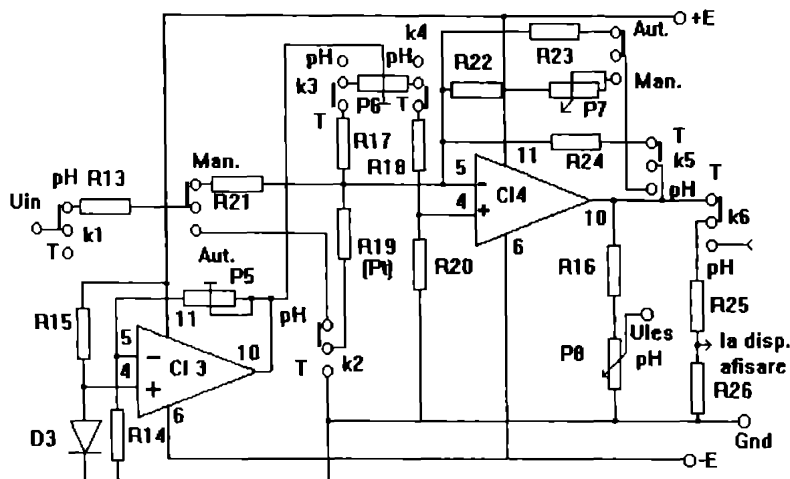 k4
+E
R23
Aut.
pH
R22
pH
k3
Man.
P6
P7
T
T
R17
R24
T
R18
k5
Man.
11
pH R13
5
pH
T
Uin
R21
4
CI4
k1
10
k6
T
R19
(Pt)
6
R20
R16
pH
Aut.
P5
R25
R15
11
pH
Ules
5
10
k2
P8
pH
la disp.
afisare
4
CI 3
T
R26
6
D3
R14
Gnd
-E